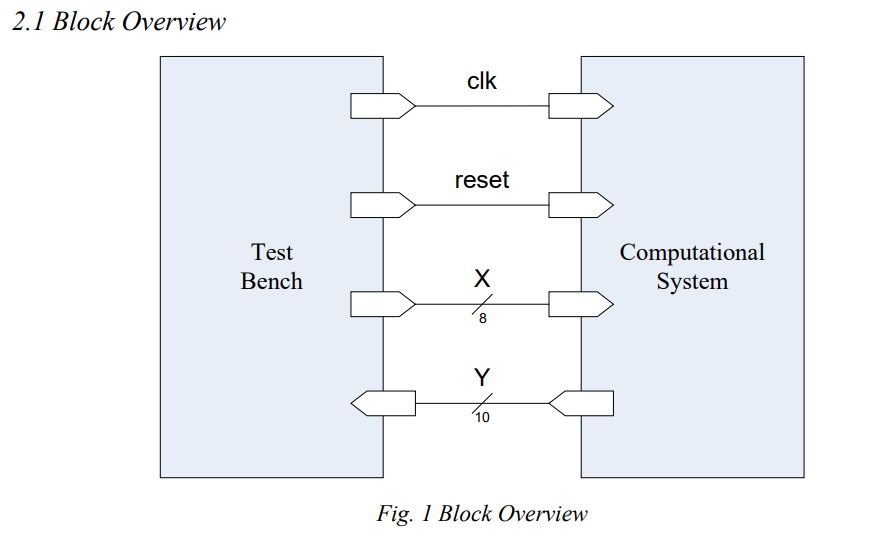 2.1 Block Overview
clk
reset
Test
Bench
Computational
System
X
8
Y
10
Fig. 1 Block Overview